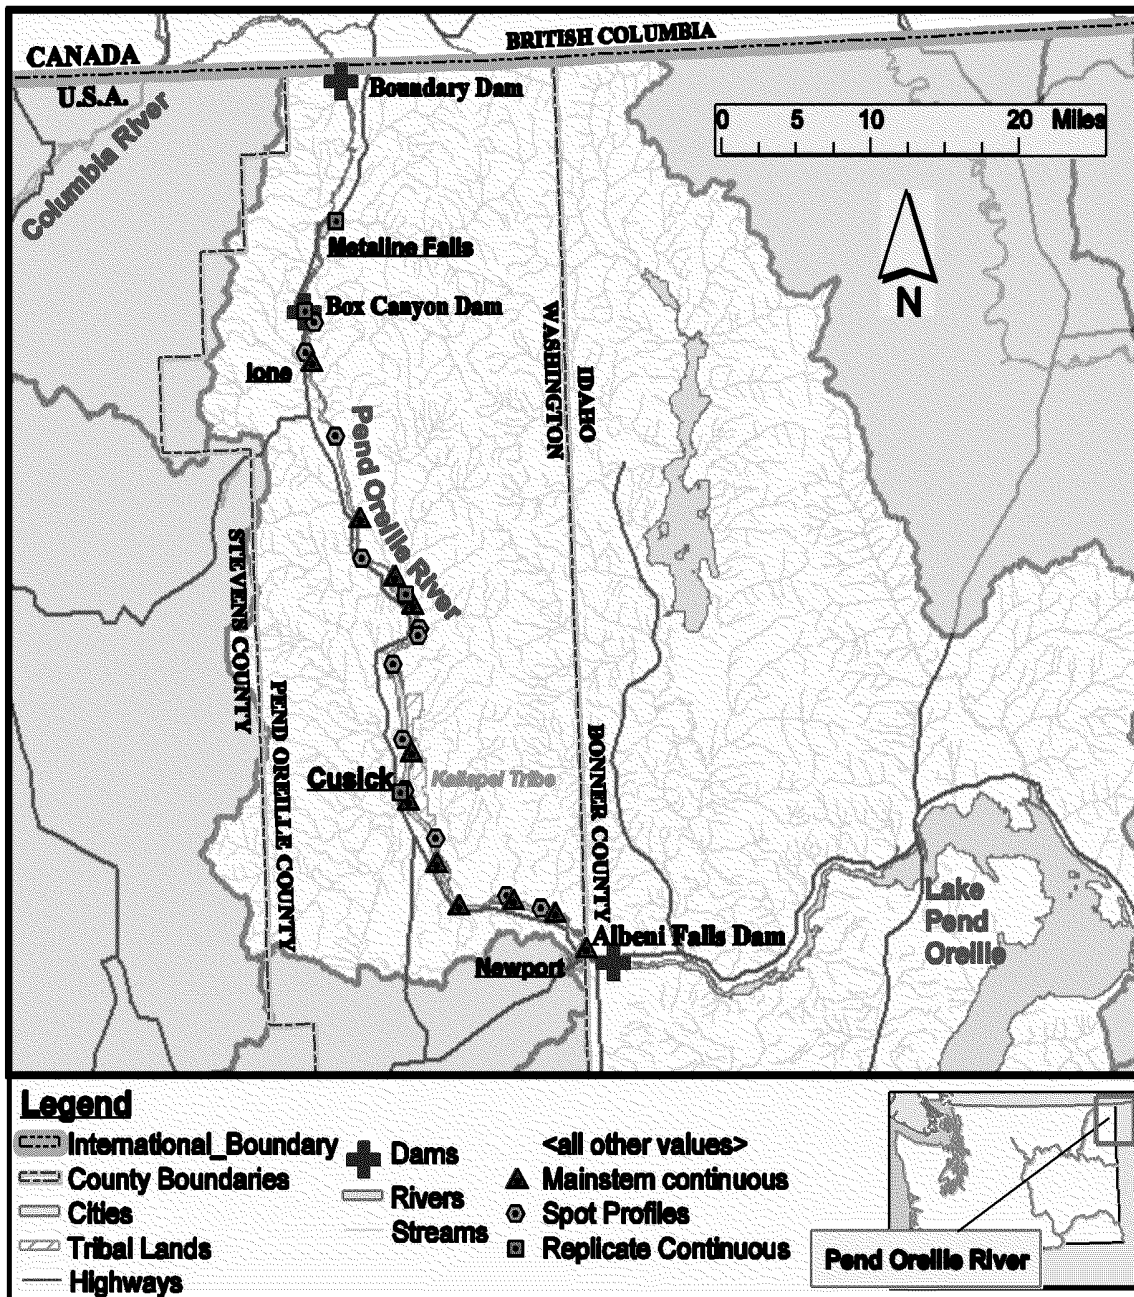 BRITISH COLUMBIA
CANADA
U.S.A.
Boundary Dam
Columbia River
0 5 10 20 Miles
N
Metaline Falls
Box Canyon Dam
WASHINGTON
IDAHO
Ione
Pend Oreille River
STEVENS COUNTY
PEND OREILLE COUNTY
BONNER COUNTY
Cusick
Kalispel Tribe
Lake
Pend
Oreille
Albeni Falls Dam
Newport
Legend
International_Boundary
County Boundaries
Cities
Tribal Lands
Highways
Dams
Rivers
Streams
<all other values>
Mainstem continuous
Spot Profiles
Replicate Continuous
Pend Oreille River